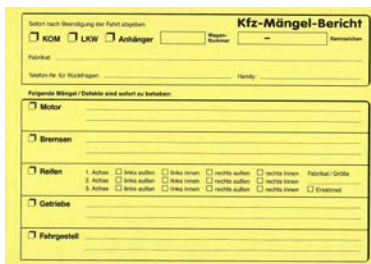 Sofort nach Beendigung der Fahrt abgeben
Kfz-Mängel-Bericht
KOM LKW Anhänger Wagen-Nummer – Kennzeichen
Fabrikat:
Telefon-Nr. für Rückfragen: Handy:
Folgende Mängel / Defekte sind sofort zu beheben:
Motor
Bremsen
Reifen 1. Achse links außen links innen rechts außen rechts innen Fabrikat / Größe
2. Achse links außen links innen rechts außen rechts innen
3. Achse links außen links innen rechts außen rechts innen Ersatzrad
Getriebe
Fahrgestell